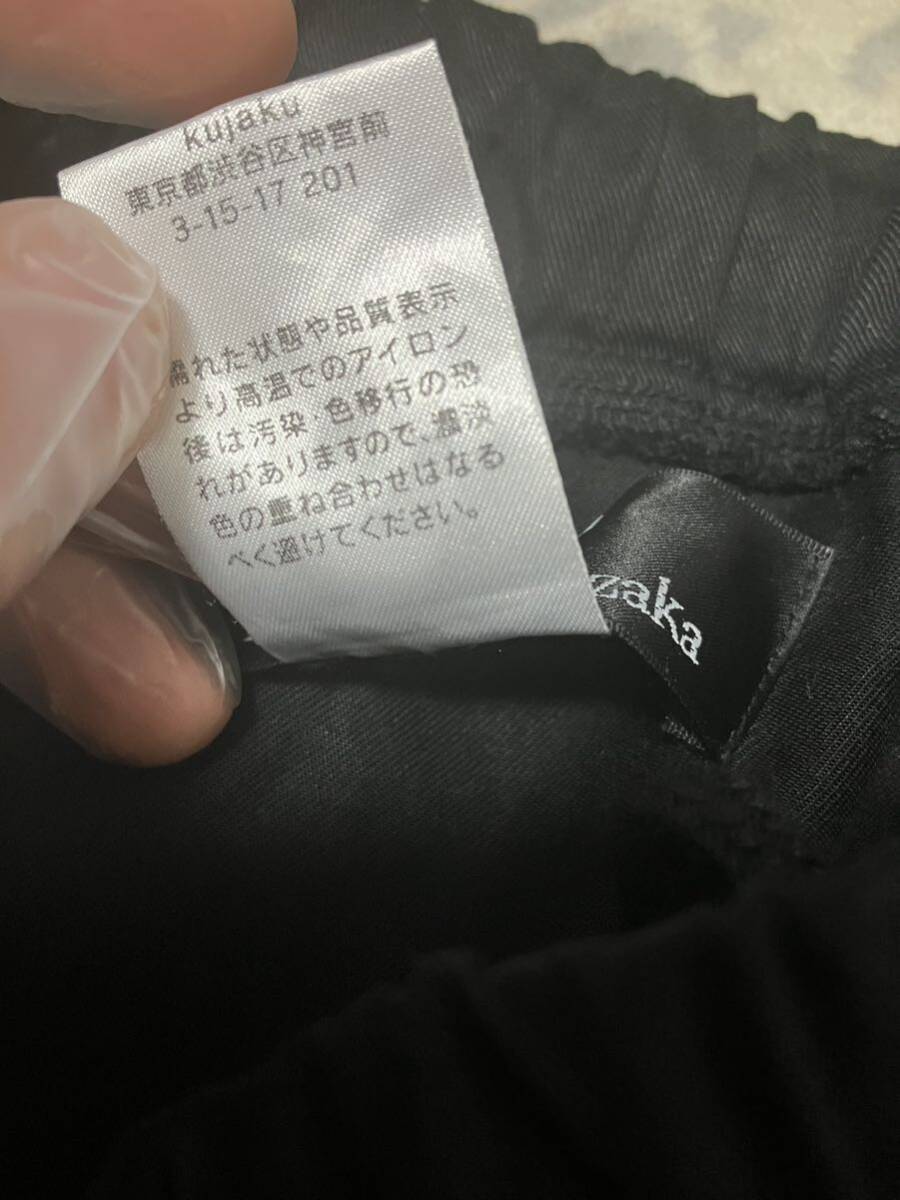 kujaku
東京都渋谷区神宮前
3-15-17 201
濡れた状態や品質表示
より高温でのアイロン
後は汚染・色移行の恐
れがありますので、濃淡
色の重ね合わせはなる
べく避けてください。
zaka